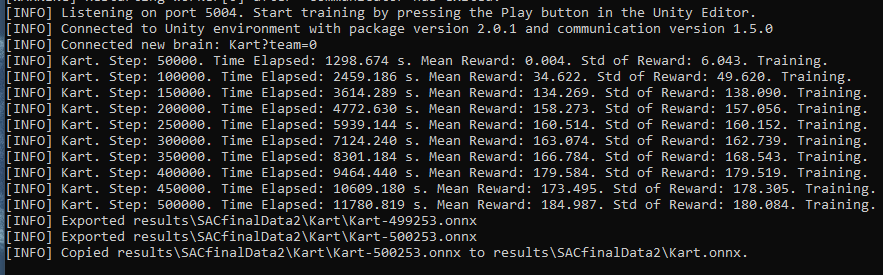 [INFO] Listening on port 5004. Start training by pressing the Play button in the Unity Editor.
[INFO] Connected to Unity environment with package version 2.0.1 and communication version 1.5.0
[INFO] Connected new brain: Kart?team=0
[INFO] Kart. Step: 50000. Time Elapsed: 1298.674 s. Mean Reward: 0.004. Std of Reward: 6.043. Training.
[INFO] Kart. Step: 100000. Time Elapsed: 2459.186 s. Mean Reward: 34.622. Std of Reward: 49.620. Training.
[INFO] Kart. Step: 150000. Time Elapsed: 3614.289 s. Mean Reward: 134.269. Std of Reward: 138.090. Training.
[INFO] Kart. Step: 200000. Time Elapsed: 4772.630 s. Mean Reward: 158.273. Std of Reward: 157.056. Training.
[INFO] Kart. Step: 250000. Time Elapsed: 5939.144 s. Mean Reward: 160.514. Std of Reward: 160.152. Training.
[INFO] Kart. Step: 300000. Time Elapsed: 7124.240 s. Mean Reward: 163.074. Std of Reward: 162.739. Training.
[INFO] Kart. Step: 350000. Time Elapsed: 8301.184 s. Mean Reward: 166.784. Std of Reward: 168.543. Training.
[INFO] Kart. Step: 400000. Time Elapsed: 9464.440 s. Mean Reward: 179.584. Std of Reward: 179.519. Training.
[INFO] Kart. Step: 450000. Time Elapsed: 10609.180 s. Mean Reward: 173.495. Std of Reward: 178.305. Training.
[INFO] Kart. Step: 500000. Time Elapsed: 11780.819 s. Mean Reward: 184.987. Std of Reward: 180.084. Training.
[INFO] Exported results\SACfinalData2\Kart\Kart-499253.onnx
[INFO] Exported results\SACfinalData2\Kart\Kart-500253.onnx
[INFO] Copied results\SACfinalData2\Kart\Kart-500253.onnx to results\SACfinalData2\Kart.onnx.